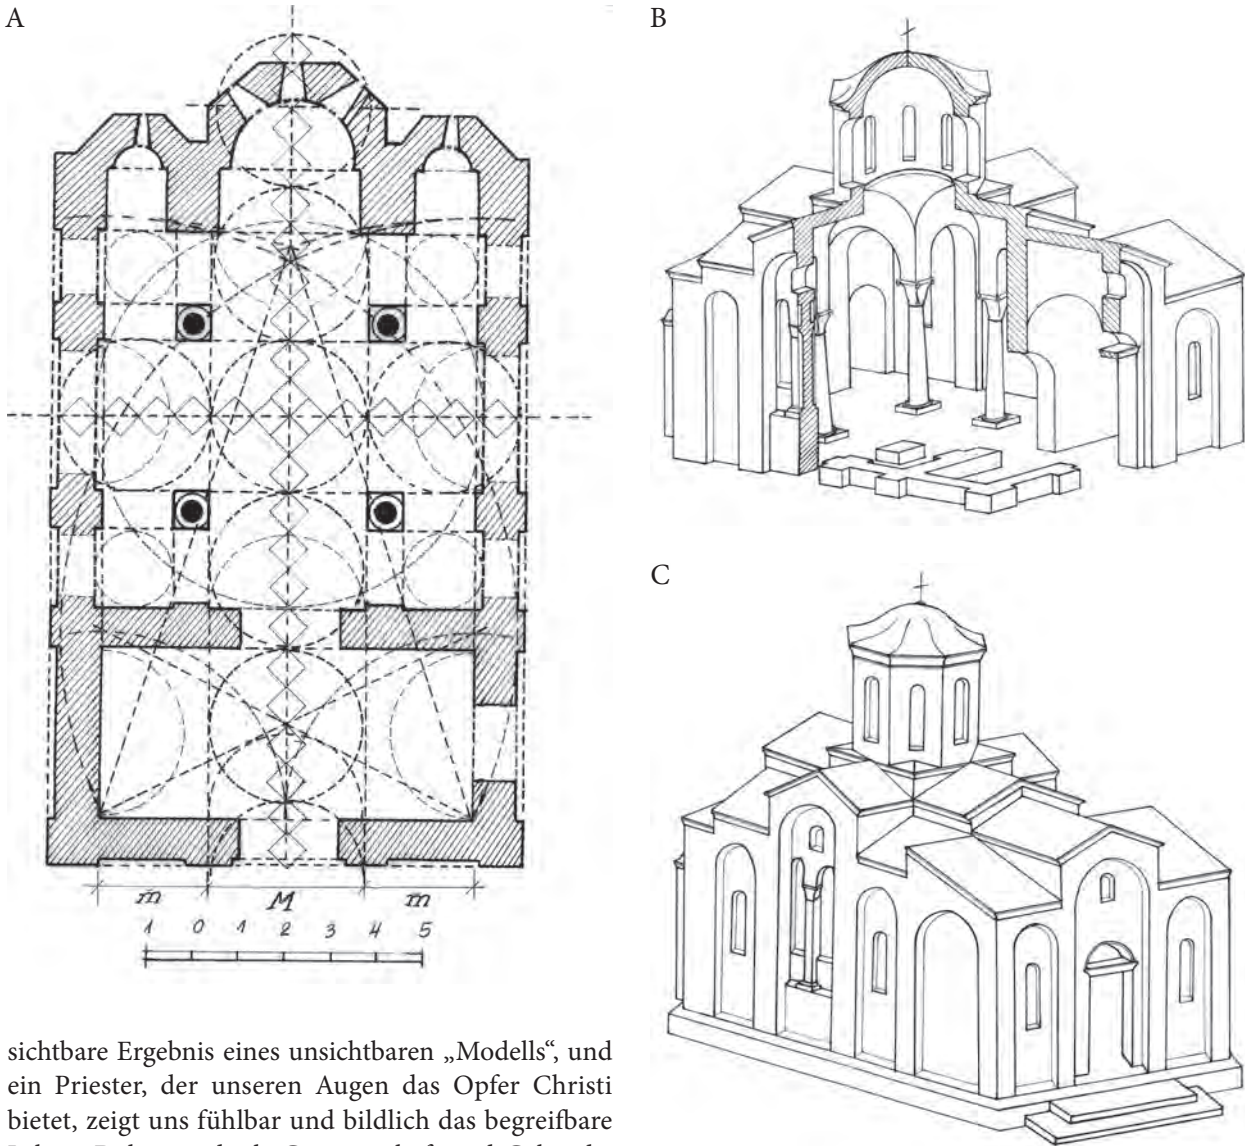 A
B
C
m M m
1 0 1 2 3 4 5
sichtbare Ergebnis eines unsichtbaren „Modells“, und
ein Priester, der unseren Augen das Opfer Christi
bietet, zeigt uns fühlbar und bildlich das begreifbare